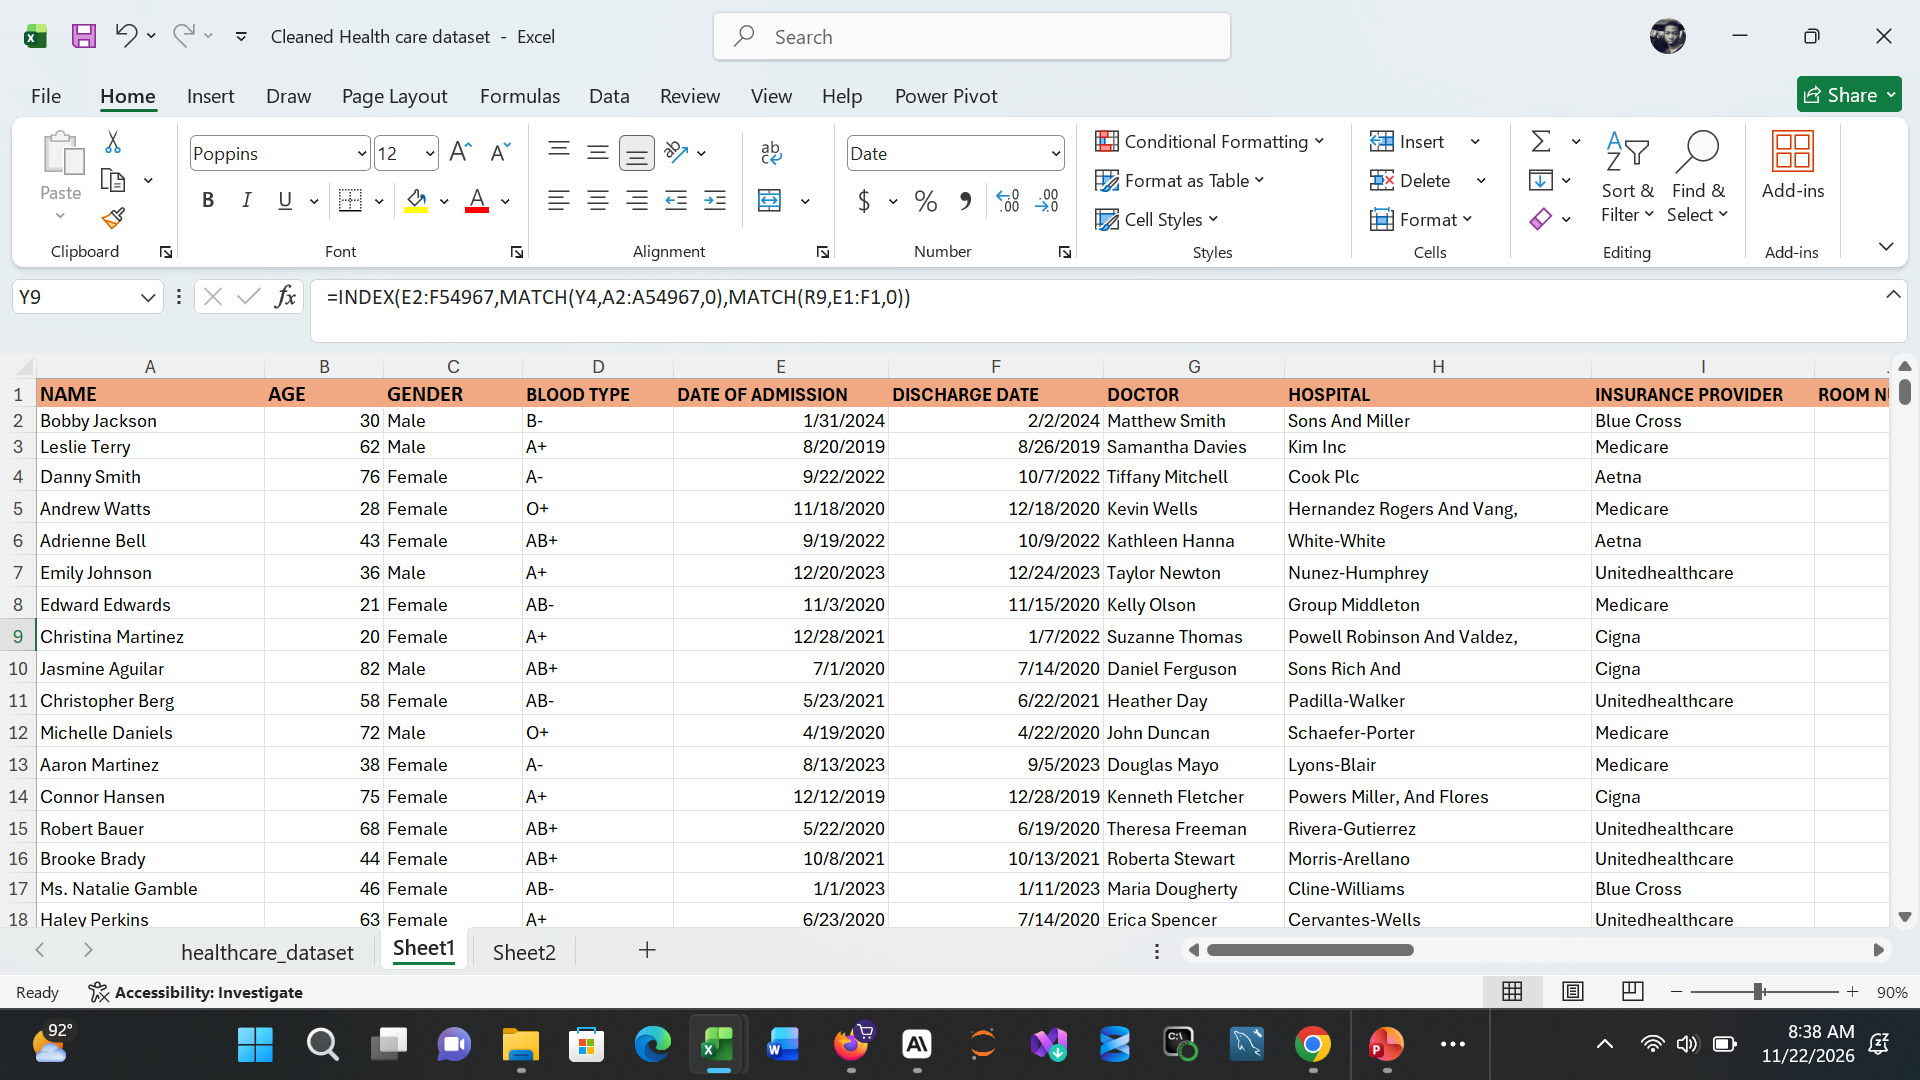 Cleaned Health care dataset - Excel
Search
File Home Insert Draw Page Layout Formulas Data Review View Help Power Pivot Share
Paste
Clipboard
Poppins 12
B I U
Font
ab
Alignment
Date
$ % 9
Number
Conditional Formatting
Format as Table
Cell Styles
Styles
Insert
Delete
Format
Cells
Sort & Filter
Find & Select
Editing
Add-ins
Add-ins
Y9 fx =INDEX(E2:F54967,MATCH(Y4,A2:A54967,0),MATCH(R9,E1:F1,0))
A B C D E F G H I
1 NAME AGE GENDER BLOOD TYPE DATE OF ADMISSION DISCHARGE DATE DOCTOR HOSPITAL INSURANCE PROVIDER ROOM N
2 Bobby Jackson 30 Male B- 1/31/2024 2/2/2024 Matthew Smith Sons And Miller Blue Cross
3 Leslie Terry 62 Male A+ 8/20/2019 8/26/2019 Samantha Davies Kim Inc Medicare
4 Danny Smith 76 Female A- 9/22/2022 10/7/2022 Tiffany Mitchell Cook Plc Aetna
5 Andrew Watts 28 Female O+ 11/18/2020 12/18/2020 Kevin Wells Hernandez Rogers And Vang, Medicare
6 Adrienne Bell 43 Female AB+ 9/19/2022 10/9/2022 Kathleen Hanna White-White Aetna
7 Emily Johnson 36 Male A+ 12/20/2023 12/24/2023 Taylor Newton Nunez-Humphrey Unitedhealthcare
8 Edward Edwards 21 Female AB- 11/3/2020 11/15/2020 Kelly Olson Group Middleton Medicare
9 Christina Martinez 20 Female A+ 12/28/2021 1/7/2022 Suzanne Thomas Powell Robinson And Valdez, Cigna
10 Jasmine Aguilar 82 Male AB+ 7/1/2020 7/14/2020 Daniel Ferguson Sons Rich And Cigna
11 Christopher Berg 58 Female AB- 5/23/2021 6/22/2021 Heather Day Padilla-Walker Unitedhealthcare
12 Michelle Daniels 72 Male O+ 4/19/2020 4/22/2020 John Duncan Schaefer-Porter Medicare
13 Aaron Martinez 38 Female A- 8/13/2023 9/5/2023 Douglas Mayo Lyons-Blair Medicare
14 Connor Hansen 75 Female A+ 12/12/2019 12/28/2019 Kenneth Fletcher Powers Miller, And Flores Cigna
15 Robert Bauer 68 Female AB+ 5/22/2020 6/19/2020 Theresa Freeman Rivera-Gutierrez Unitedhealthcare
16 Brooke Brady 44 Female AB+ 10/8/2021 10/13/2021 Roberta Stewart Morris-Arellano Unitedhealthcare
17 Ms. Natalie Gamble 46 Female AB- 1/1/2023 1/11/2023 Maria Dougherty Cline-Williams Blue Cross
18 Haley Perkins 63 Female A+ 6/23/2020 7/14/2020 Erica Spencer Cervantes-Wells Unitedhealthcare
healthcare_dataset Sheet1 Sheet2
Ready Accessibility: Investigate 90%
92° 8:38 AM
11/22/2026